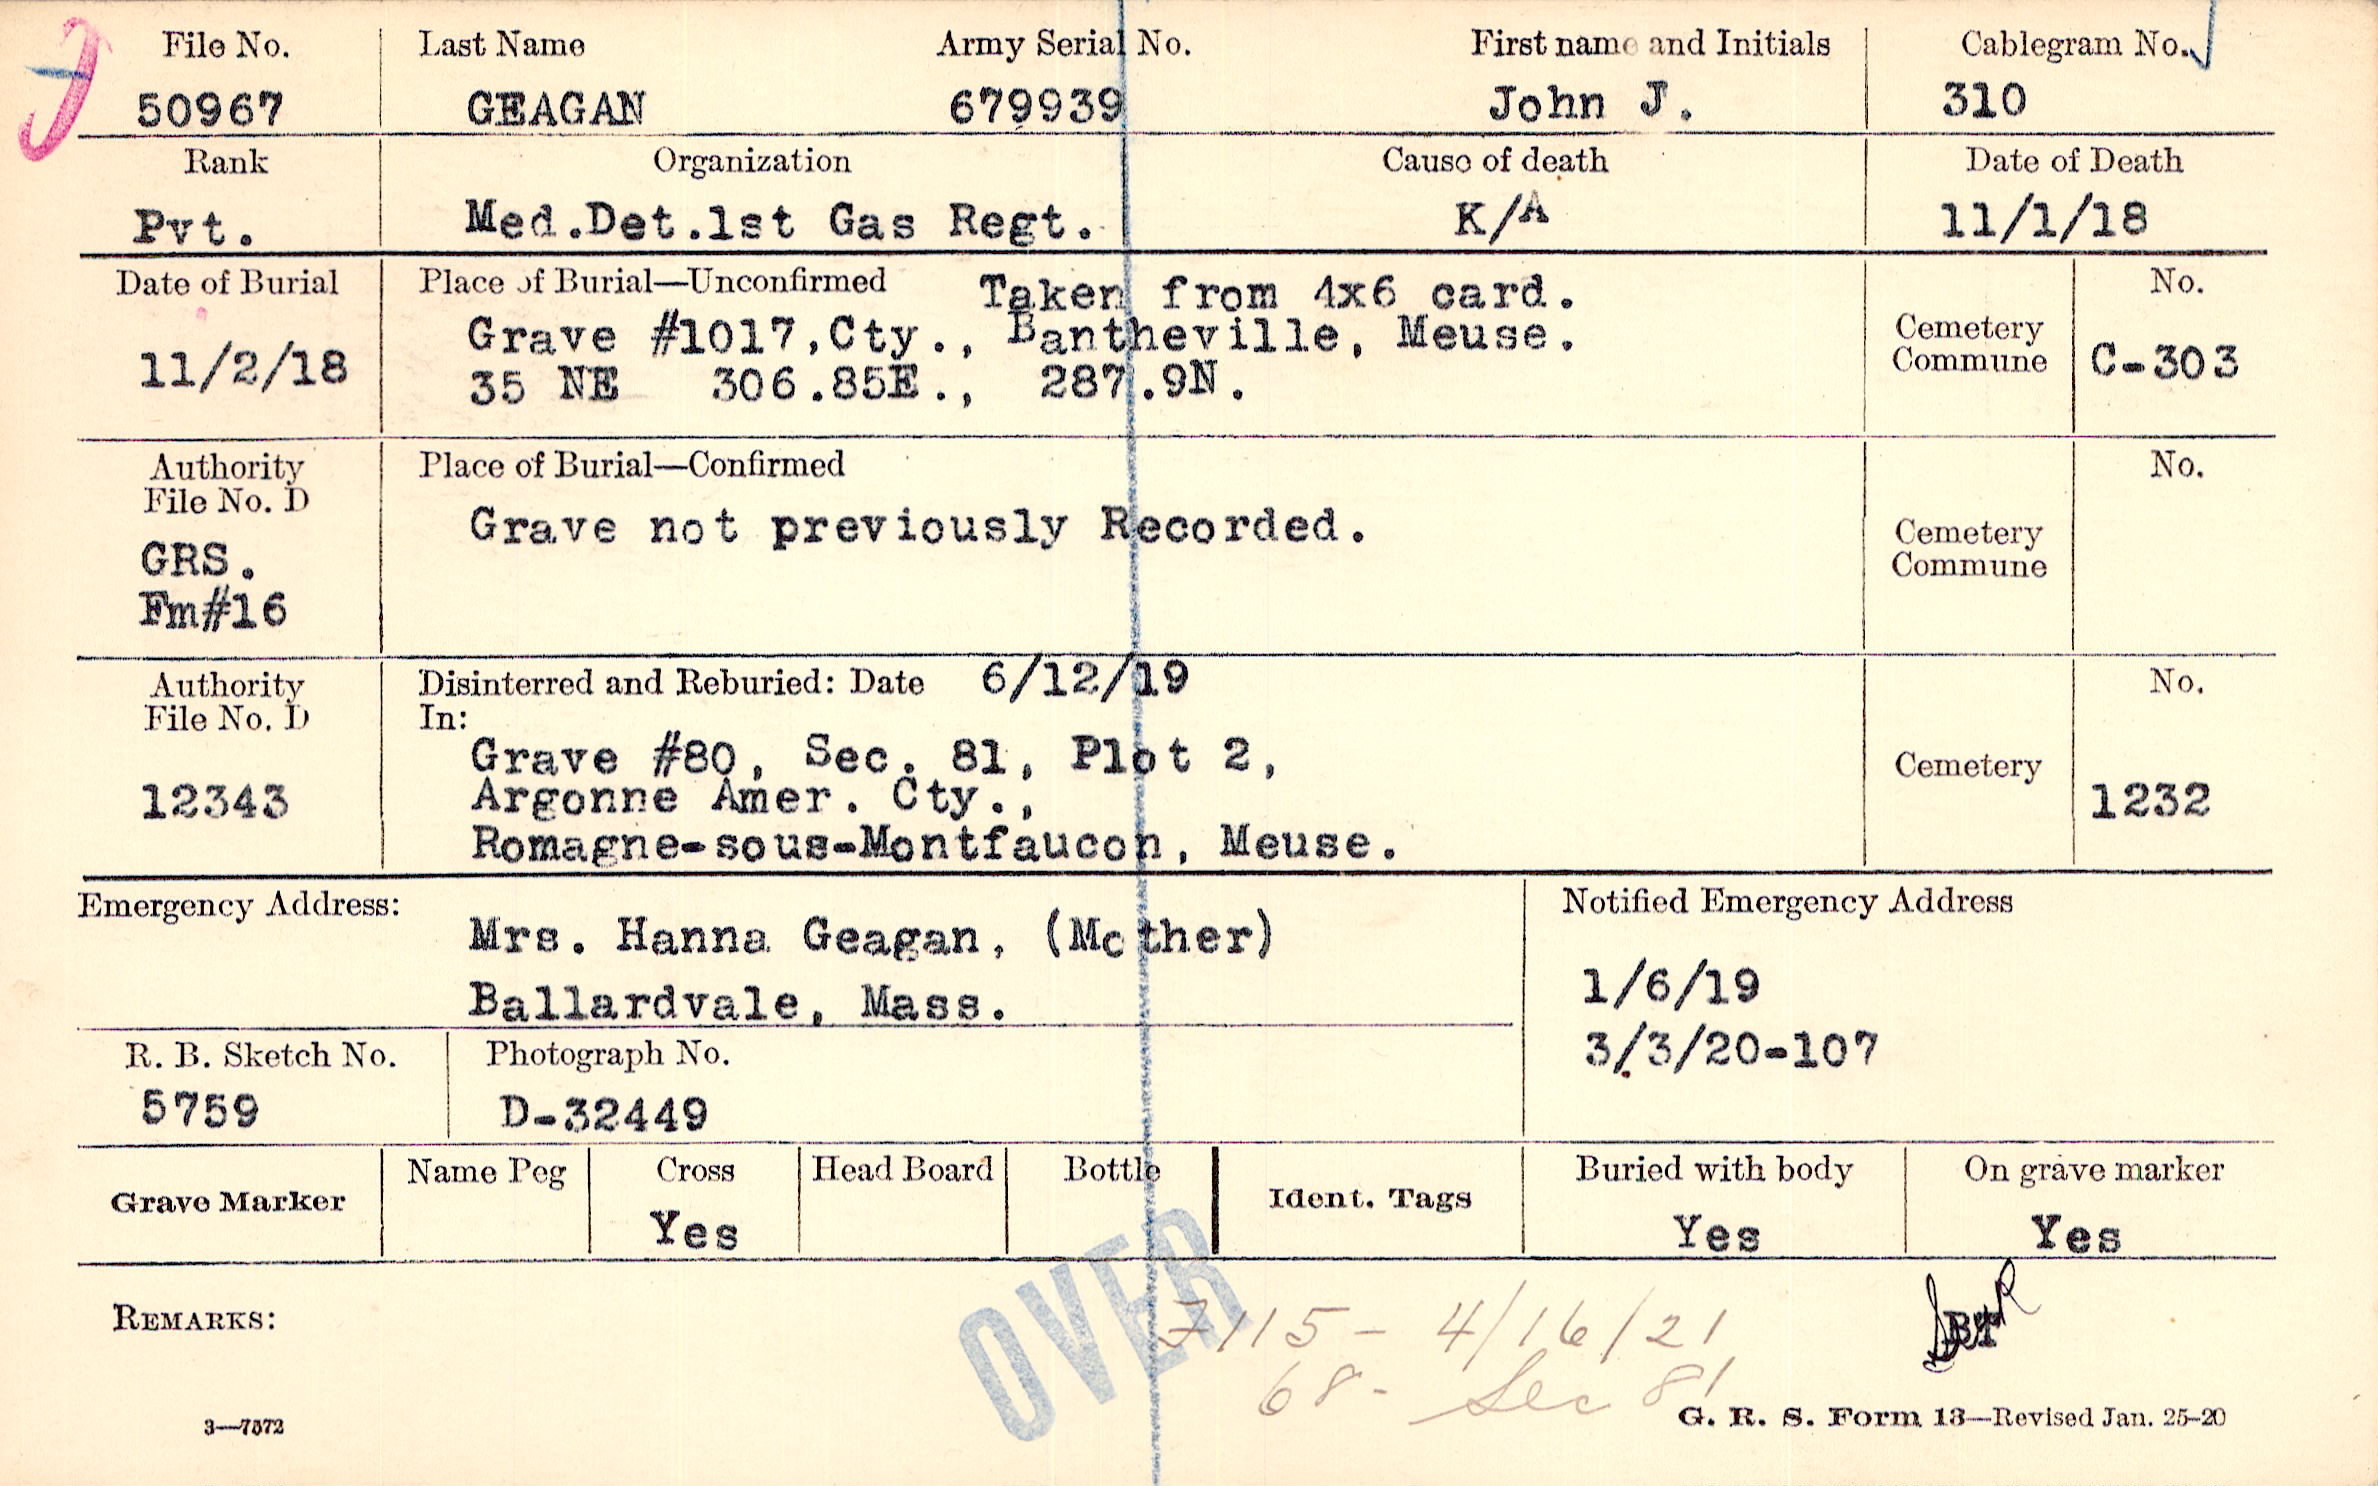 File No. Last Name Army Serial No. First name and Initials Cablegram No.
50967 GEAGAN 679939 John J. 310
Rank Organization Cause of death Date of Death
Pvt. Med.Det.1st Gas Regt. K/A 11/1/18
Date of Burial Place of Burial—Unconfirmed Taken from 4x6 card. No.
Grave #1017,Cty., Bantheville, Meuse. Cemetery
11/2/18 35 NE 306.85E., 287.9N. Commune C-303
Authority Place of Burial—Confirmed No.
File No. D
Grave not previously Recorded. Cemetery
GRS. Commune
Fm#16
Authority Disinterred and Reburied: Date 6/12/19 No.
File No. D In:
Grave #80, Sec. 81, Plot 2, Cemetery
12343 Argonne Amer. Cty., 1232
Romagne-sous-Montfaucon, Meuse.
Emergency Address: Notified Emergency Address
Mrs. Hanna Geagan, (Mother)
1/6/19
Ballardvale, Mass.
3/3/20-107
R. B. Sketch No. Photograph No.
5759 D-32449
Name Peg Cross Head Board Bottle Buried with body On grave marker
Grave Marker Ident. Tags
Yes Yes Yes
OVER
REMARKS: 7115 - 4/16/21
68 - Sec 81
3—7572 G. R. S. Form 13—Revised Jan. 25-20